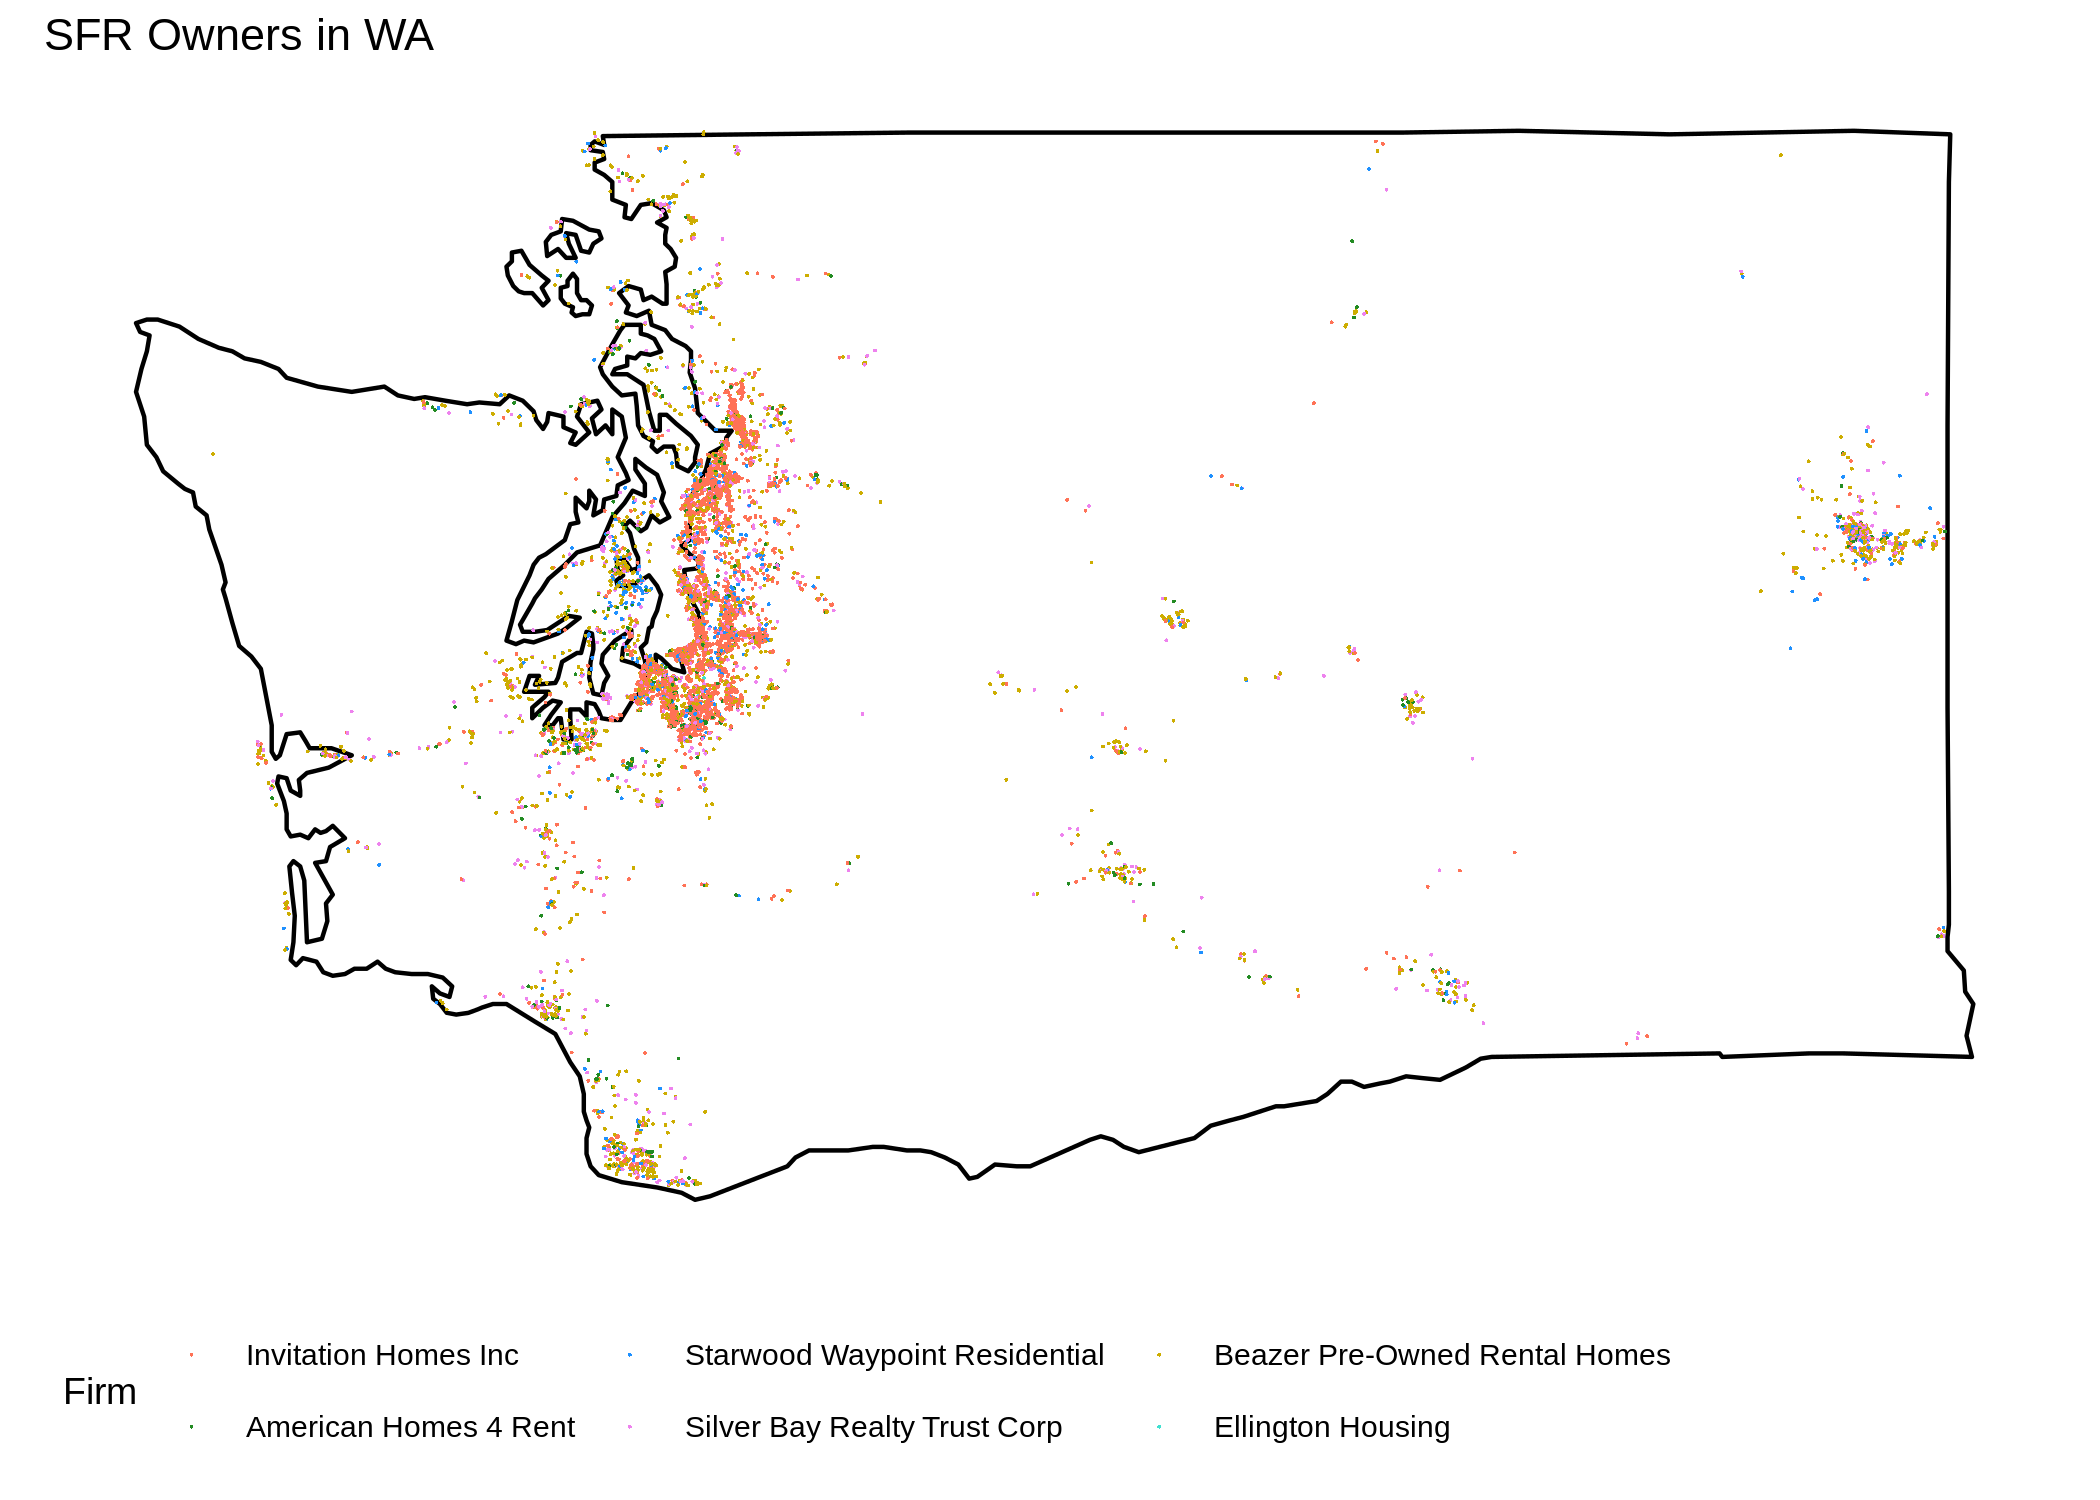 SFR Owners in WA
Firm
Invitation Homes Inc
Starwood Waypoint Residential
Beazer Pre-Owned Rental Homes
American Homes 4 Rent
Silver Bay Realty Trust Corp
Ellington Housing